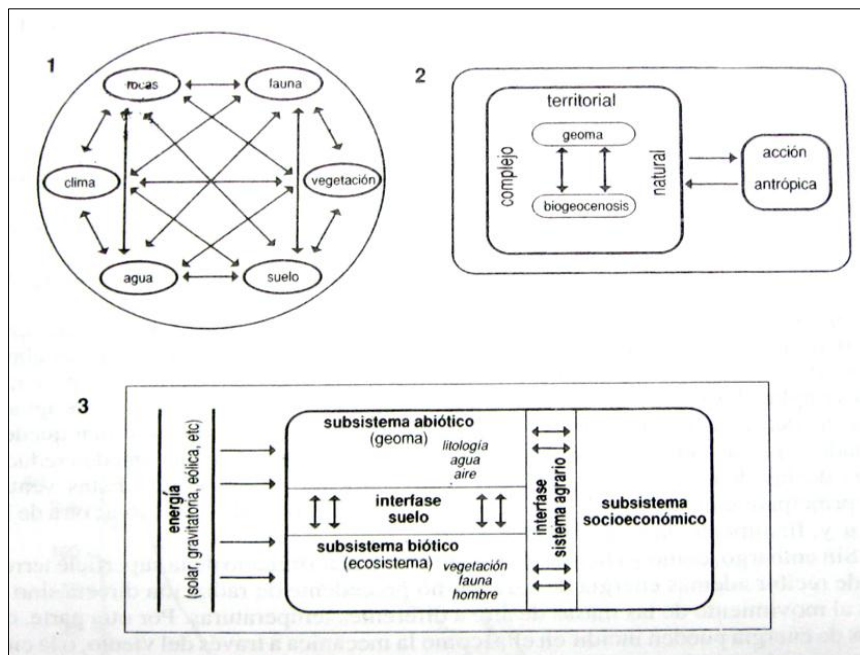 1
rocas
fauna
clima
vegetación
agua
suelo
2
territorial
complejo
geoma
natural
biogeocenosis
acción
antrópica
3
energía
(solar, gravitatoria, eólica, etc)
subsistema abiótico
(geoma)
litología
agua
aire
interfase
suelo
subsistema biótico
(ecosistema)
vegetación
fauna
hombre
interfase
sistema agrario
subsistema
socioeconómico